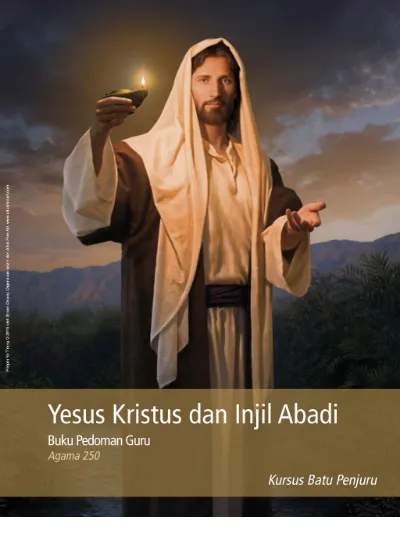 Yesus Kristus dan Injil Abadi
Buku Pedoman Guru
Agama 250
Kursus Batu Penjuru